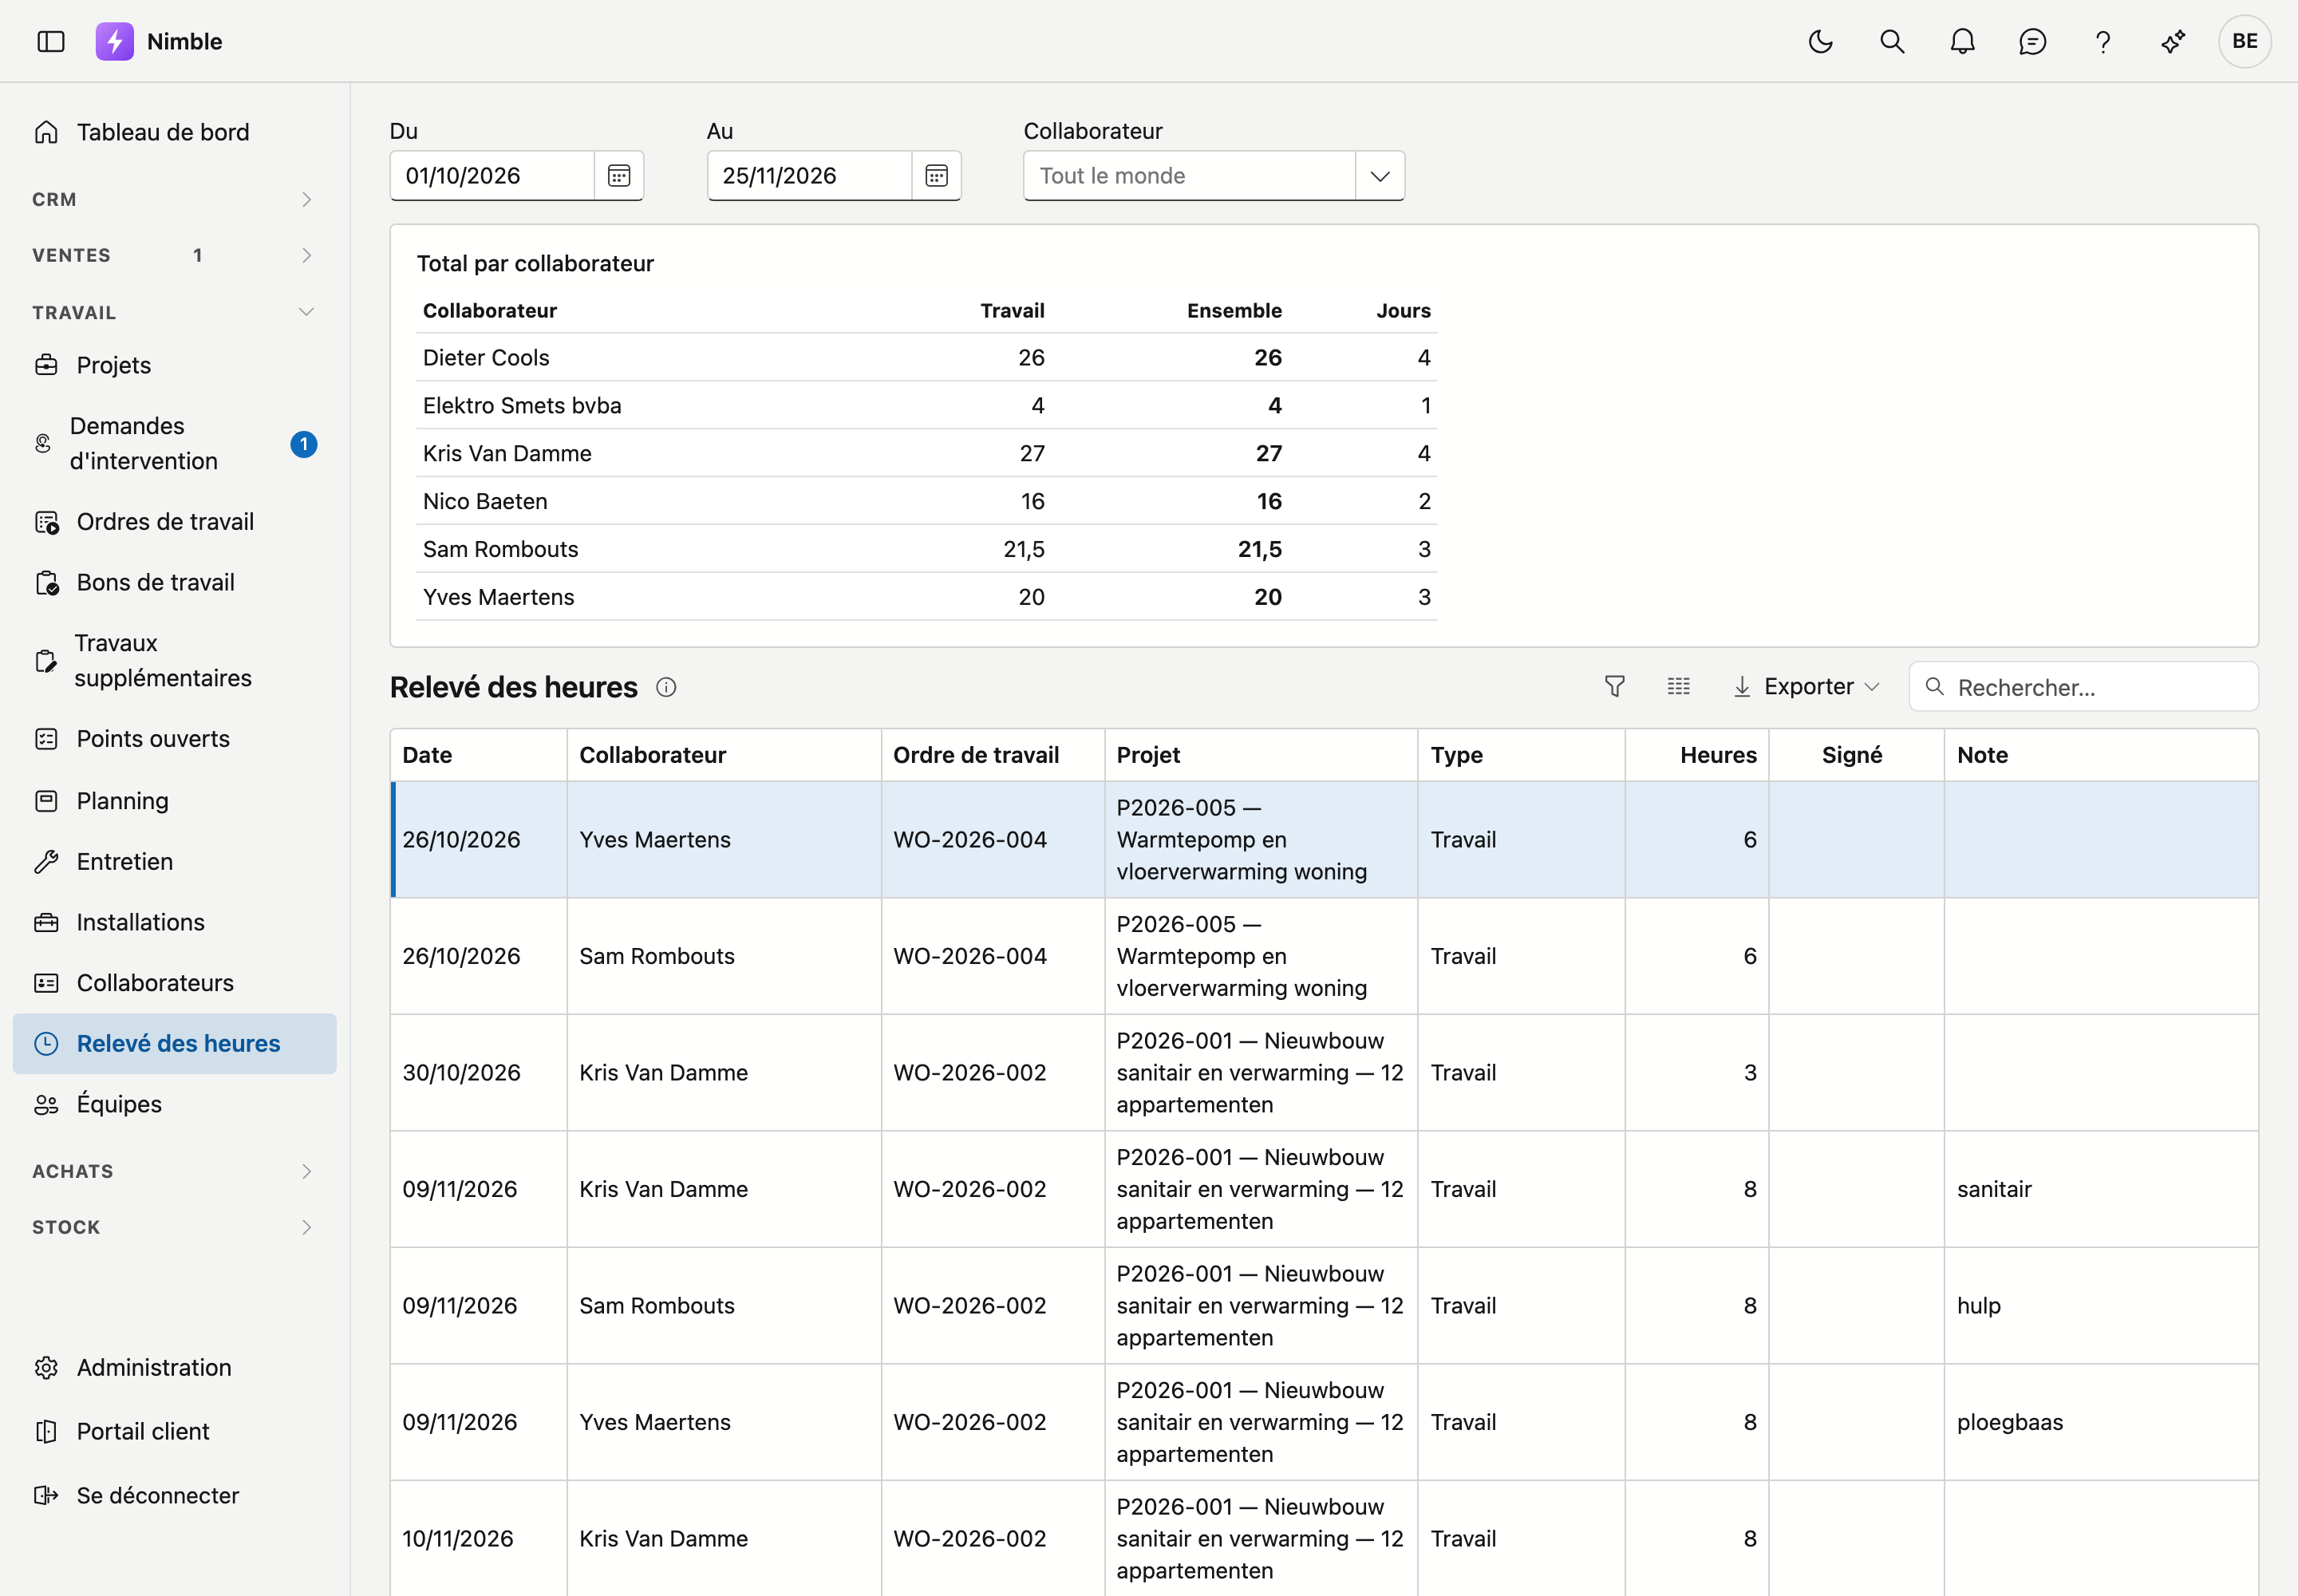 Nimble
BE
Tableau de bord
CRM
VENTES 1
TRAVAIL
Projets
Demandes
d'intervention
1
Ordres de travail
Bons de travail
Travaux
supplémentaires
Points ouverts
Planning
Entretien
Installations
Collaborateurs
Relevé des heures
Équipes
ACHATS
STOCK
Administration
Portail client
Se déconnecter
Du
01/10/2026
Au
25/11/2026
Collaborateur
Tout le monde
Total par collaborateur
Collaborateur Travail Ensemble Jours
Dieter Cools 26 26 4
Elektro Smets bvba 4 4 1
Kris Van Damme 27 27 4
Nico Baeten 16 16 2
Sam Rombouts 21,5 21,5 3
Yves Maertens 20 20 3
Relevé des heures
Exporter
Rechercher...
Date Collaborateur Ordre de travail Projet Type Heures Signé Note
P2026-005 —
26/10/2026 Yves Maertens WO-2026-004 Warmtepomp en Travail 6
vloerverwarming woning
P2026-005 —
26/10/2026 Sam Rombouts WO-2026-004 Warmtepomp en Travail 6
vloerverwarming woning
P2026-001 — Nieuwbouw
30/10/2026 Kris Van Damme WO-2026-002 sanitair en verwarming — 12 Travail 3
appartementen
P2026-001 — Nieuwbouw
09/11/2026 Kris Van Damme WO-2026-002 sanitair en verwarming — 12 Travail 8 sanitair
appartementen
P2026-001 — Nieuwbouw
09/11/2026 Sam Rombouts WO-2026-002 sanitair en verwarming — 12 Travail 8 hulp
appartementen
P2026-001 — Nieuwbouw
09/11/2026 Yves Maertens WO-2026-002 sanitair en verwarming — 12 Travail 8 ploegbaas
appartementen
P2026-001 — Nieuwbouw
10/11/2026 Kris Van Damme WO-2026-002 sanitair en verwarming — 12 Travail 8
appartementen